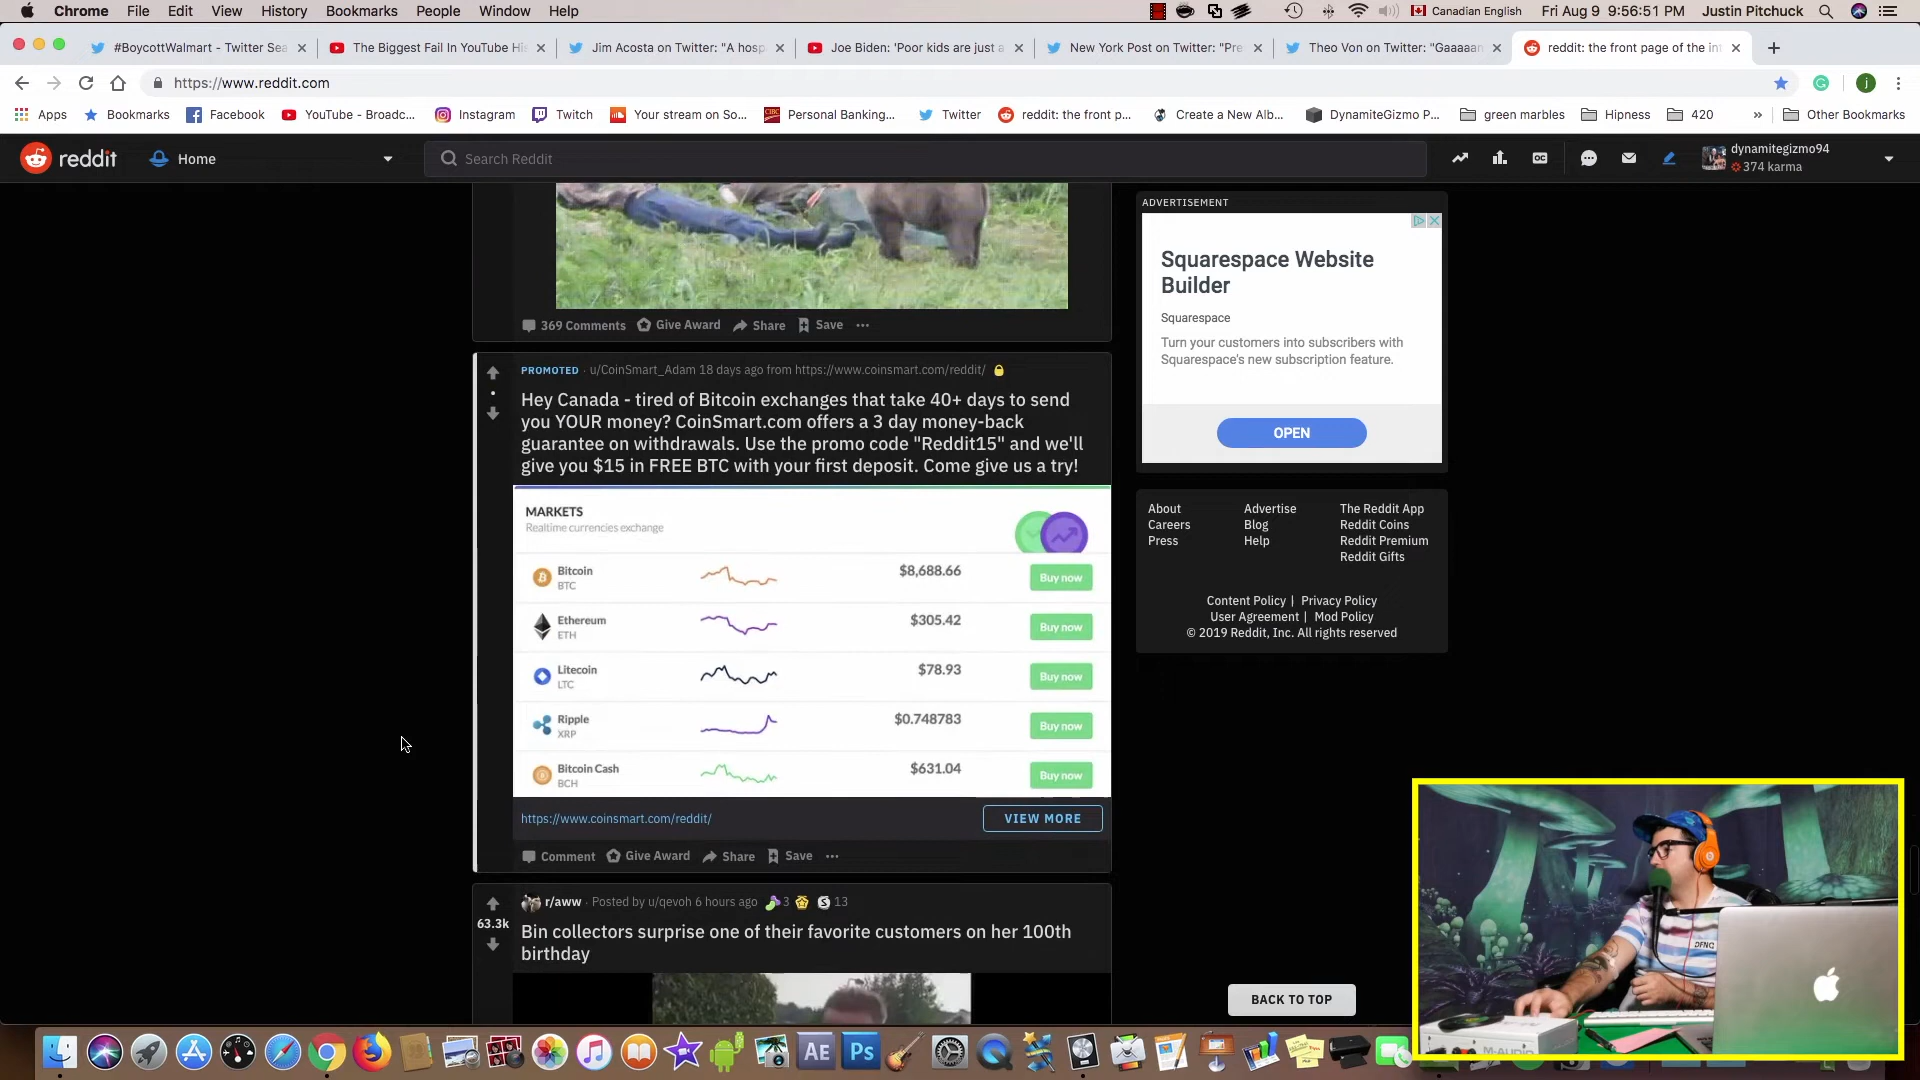 Chrome File Edit View History Bookmarks People Window Help Canadian English Fri Aug 9 9:56:51 PM Justin Pitchuck
#BoycottWalmart - Twitter Sea The Biggest Fail In YouTube His Jim Acosta on Twitter: "A hosp Joe Biden: 'Poor kids are just a New York Post on Twitter: "Pre Theo Von on Twitter: "Gaaaaan reddit: the front page of the in
https://www.reddit.com j
Apps Bookmarks Facebook YouTube - Broadc... Instagram Twitch Your stream on So... CIBC Personal Banking... Twitter reddit: the front p... Create a New Alb... DynamiteGizmo P... green marbles Hipness 420 » Other Bookmarks
reddit Home Search Reddit OC dynamitegizmo94
374 karma
369 Comments Give Award Share Save
PROMOTED · u/CoinSmart_Adam 18 days ago from https://www.coinsmart.com/reddit/
Hey Canada - tired of Bitcoin exchanges that take 40+ days to send
you YOUR money? CoinSmart.com offers a 3 day money-back
guarantee on withdrawals. Use the promo code "Reddit15" and we'll
give you $15 in FREE BTC with your first deposit. Come give us a try!
MARKETS
Realtime currencies exchange
Bitcoin $8,688.66 Buy now
BTC
Ethereum $305.42 Buy now
ETH
Litecoin $78.93 Buy now
LTC
Ripple $0.748783 Buy now
XRP
Bitcoin Cash $631.04 Buy now
BCH
https://www.coinsmart.com/reddit/ VIEW MORE
Comment Give Award Share Save
r/aww · Posted by u/qevoh 6 hours ago 3 S 13
63.3k
Bin collectors surprise one of their favorite customers on her 100th
birthday
ADVERTISEMENT
Squarespace Website
Builder
Squarespace
Turn your customers into subscribers with
Squarespace's new subscription feature.
OPEN
About Advertise The Reddit App
Careers Blog Reddit Coins
Press Help Reddit Premium
Reddit Gifts
Content Policy | Privacy Policy
User Agreement | Mod Policy
© 2019 Reddit, Inc. All rights reserved
BACK TO TOP
DFNQ
M-AUDIO
AE Ps